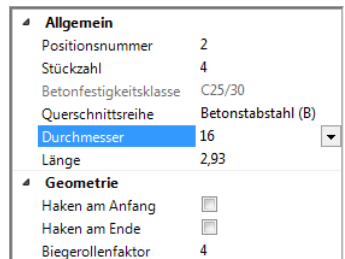 Allgemein
Positionsnummer 2
Stückzahl 4
Betonfestigkeitsklasse C25/30
Querschnittsreihe Betonstabstahl (B)
Durchmesser 16
Länge 2,93
Geometrie
Haken am Anfang
Haken am Ende
Biegerollenfaktor 4